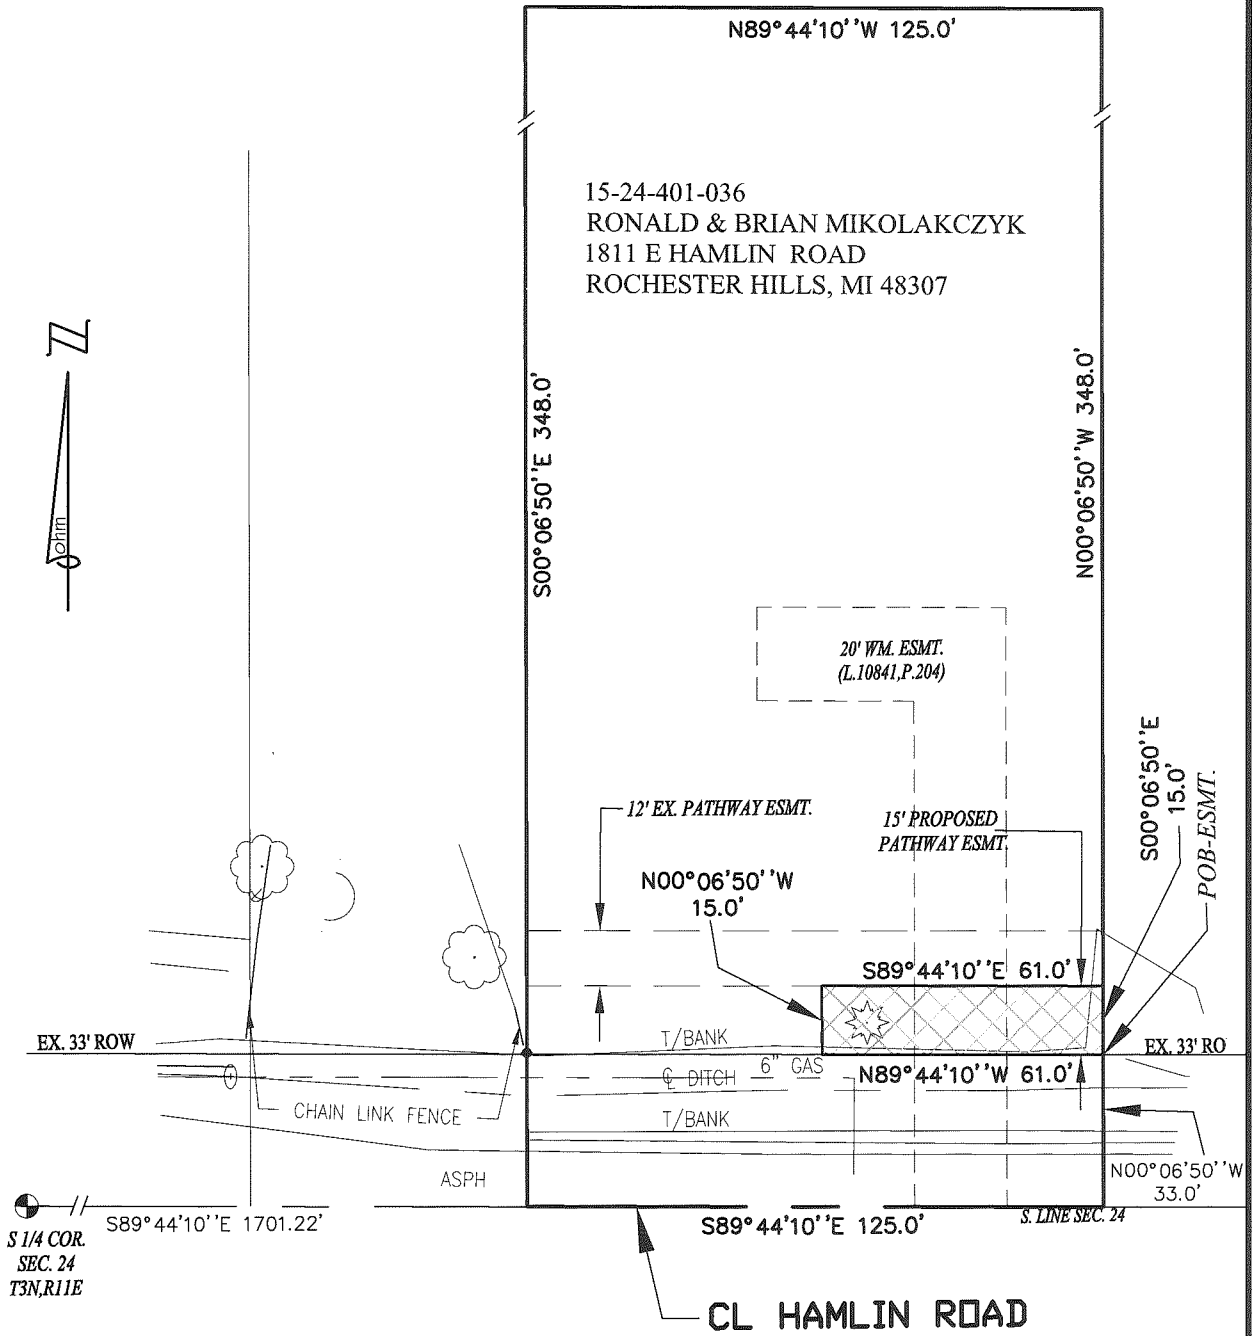 N89°44'10''W 125.0'
15-24-401-036
RONALD & BRIAN MIKOLAKCZYK
1811 E HAMLIN ROAD
ROCHESTER HILLS, MI 48307
N
ohm
S00°06'50''E 348.0'
N00°06'50''W 348.0'
20' WM. ESMT.
(L.10841,P.204)
12' EX. PATHWAY ESMT.
15' PROPOSED
PATHWAY ESMT.
S00°06'50''E
15.0'
POB-ESMT.
N00°06'50''W
15.0'
S89°44'10''E 61.0'
EX. 33' ROW
T/BANK
EX. 33' RO
℄ DITCH
6" GAS
N89°44'10''W 61.0'
CHAIN LINK FENCE
T/BANK
ASPH
N00°06'50''W
33.0'
S89°44'10''E 1701.22'
S89°44'10''E 125.0'
S. LINE SEC. 24
S 1/4 COR.
SEC. 24
T3N,R11E
CL HAMLIN ROAD